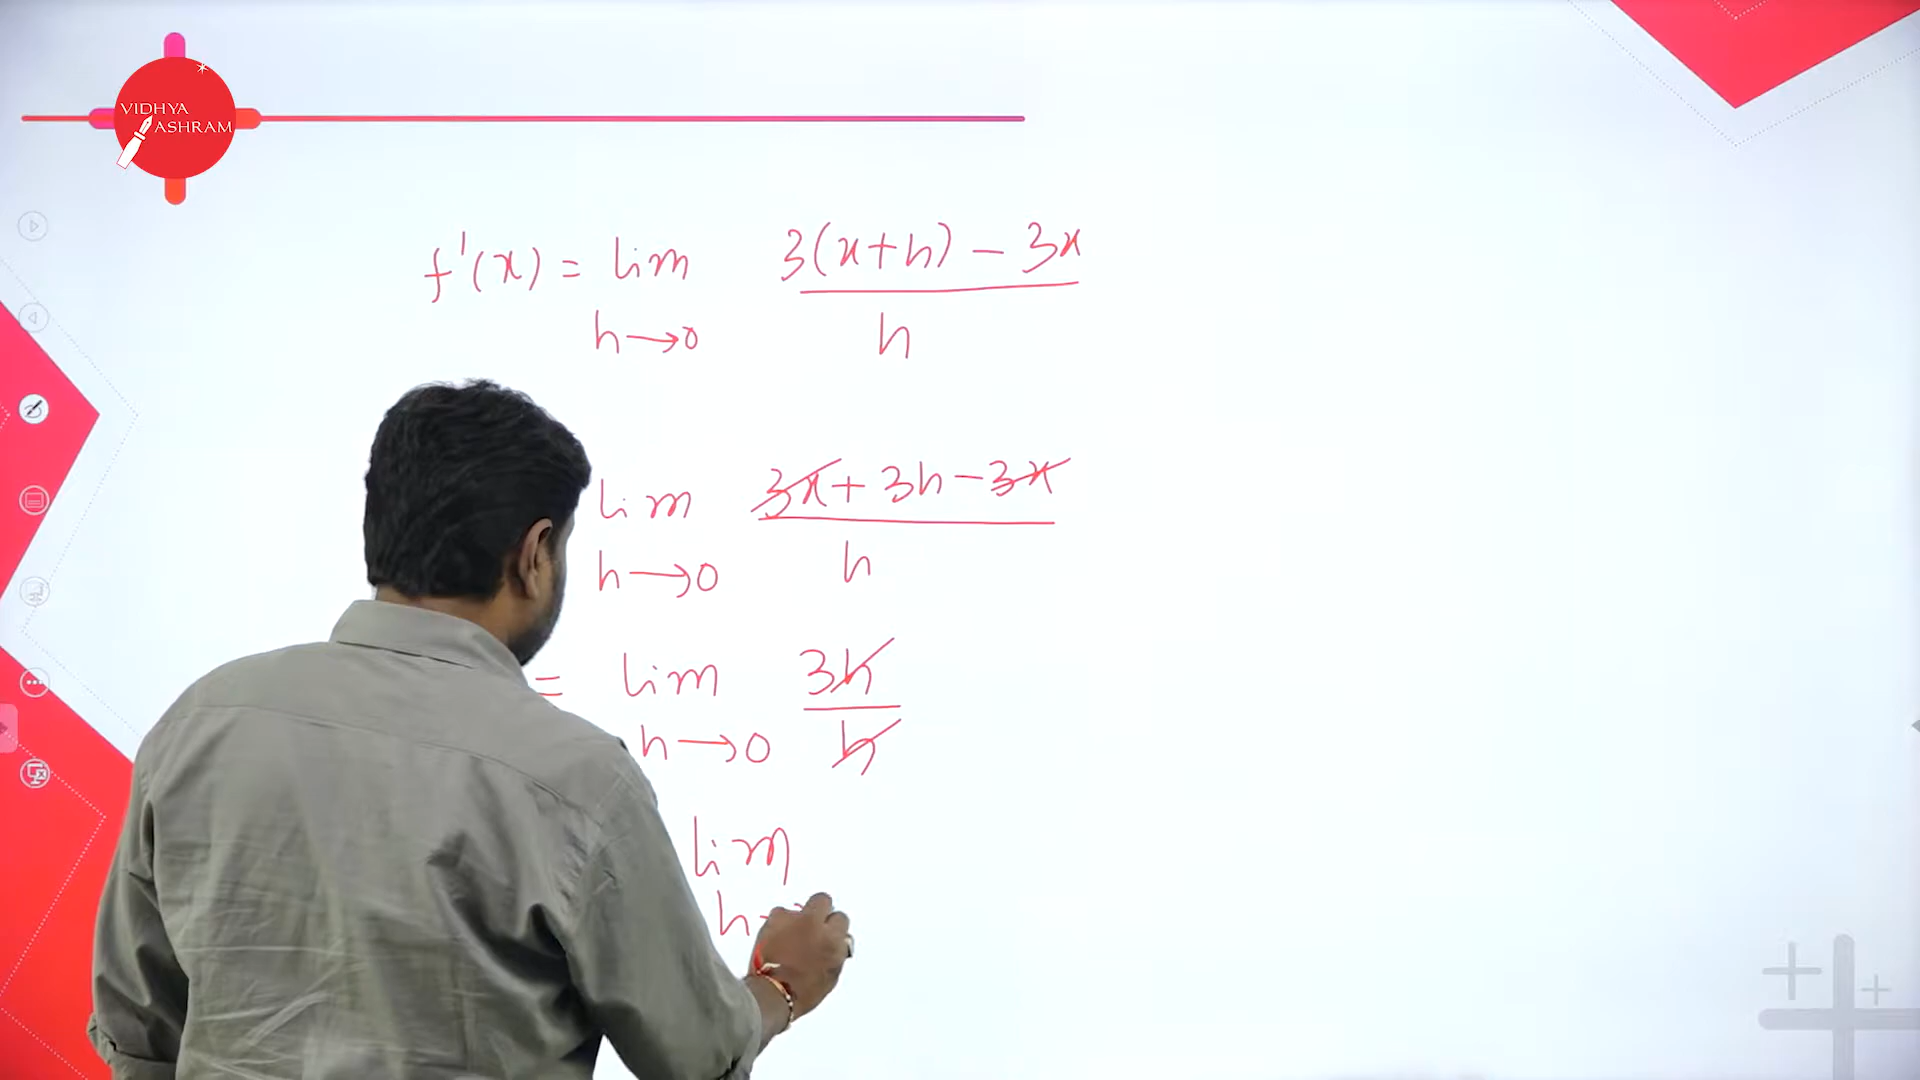 VIDHYA
ASHRAM
f'(x) = lim 3(x+h) - 3x
h→0 h
lim 3x + 3h - 3x
h→0 h
= lim 3h
h→0 h
lim
h